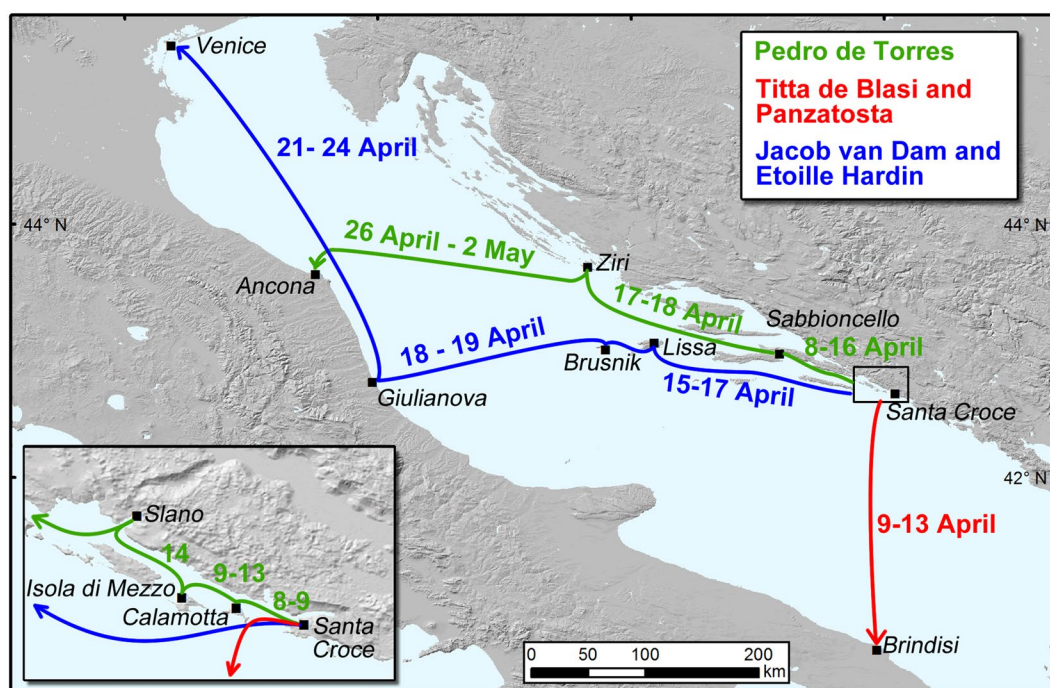 Venice
Pedro de Torres
Titta de Blasi and
Panzatosta
Jacob van Dam and
Etoille Hardin
21- 24 April
44° N
44° N
26 April - 2 May
Ziri
Ancona
17-18 April
Sabbioncello
18 - 19 April
Lissa
8-16 April
Brusnik
15-17 April
Giulianova
Santa Croce
42° N
9-13 April
Slano
14
9-13
Isola di Mezzo
8-9
Calamotta
Santa
Croce
Brindisi
0
50
100
200
km